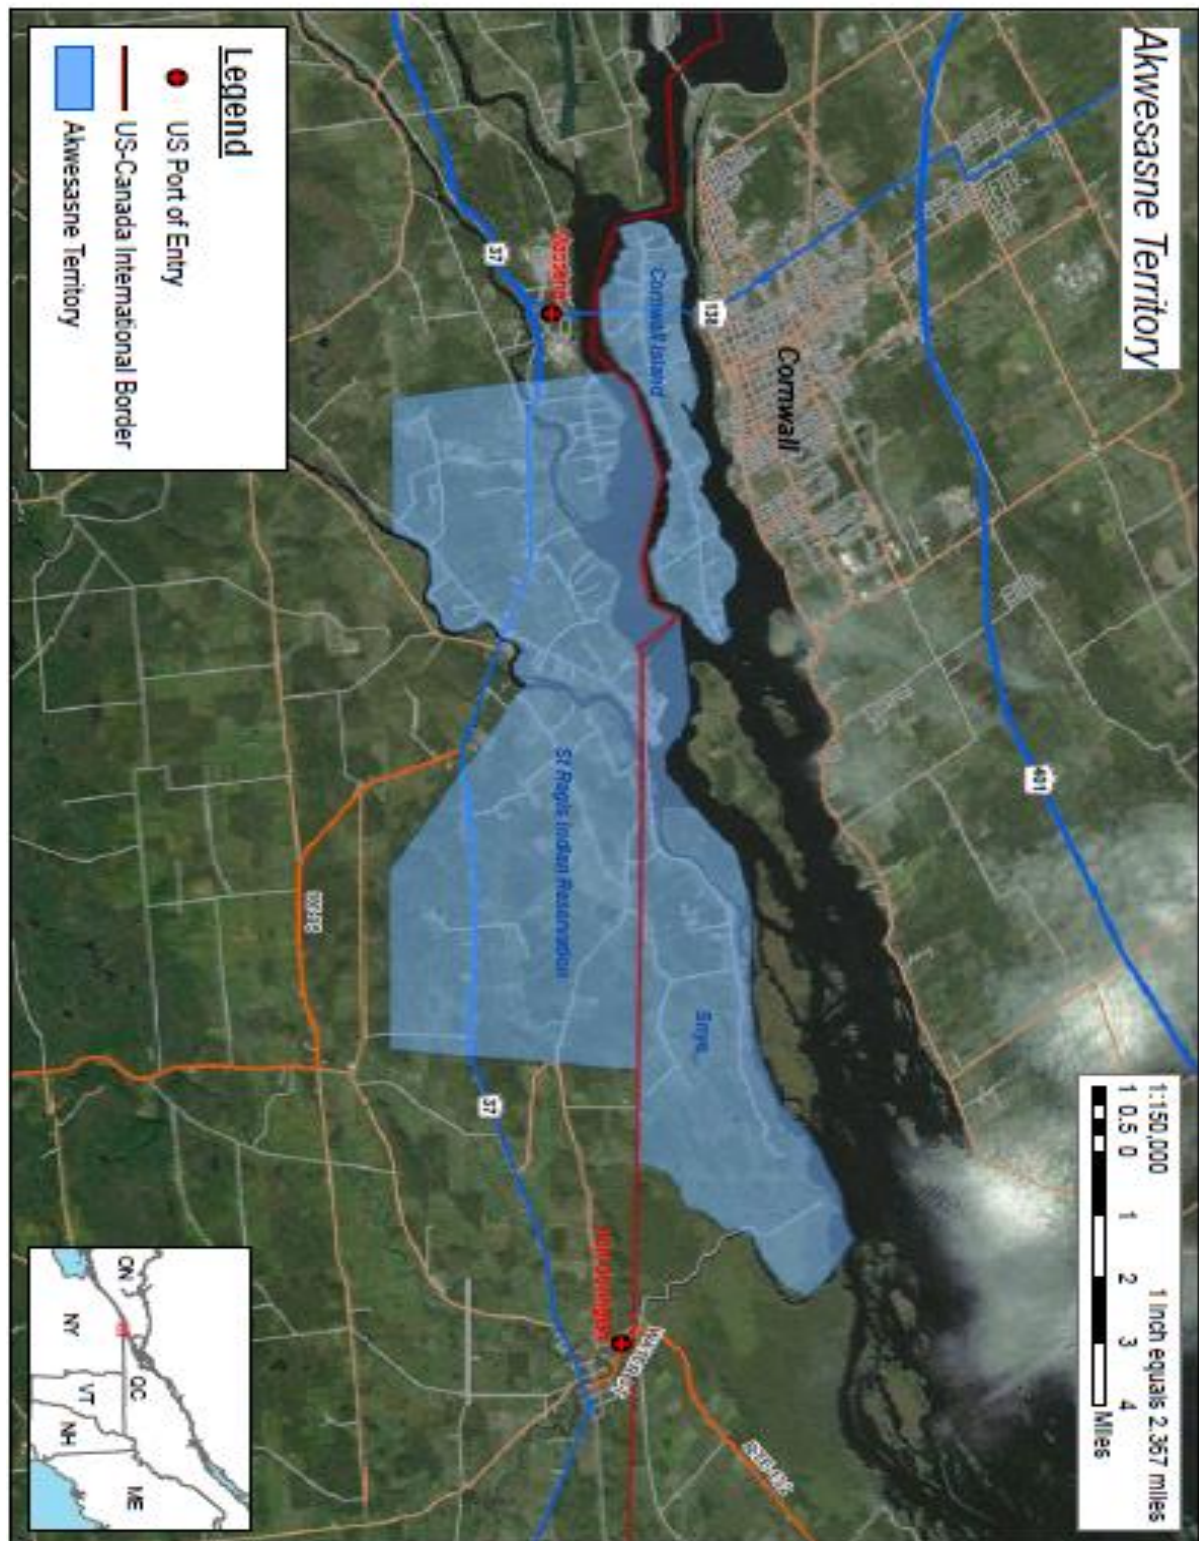 Akwesasne Territory
1:150,000 1 inch equals 2.367 miles
1 0.5 0 1 2 3 4
Miles
401
Cornwall
138
Cornwall Island
Snye
St Regis Indian Reservation
37
37
Legend
US Port of Entry
US-Canada International Border
Akwesasne Territory
ON
QC
NY
VT
NH
ME